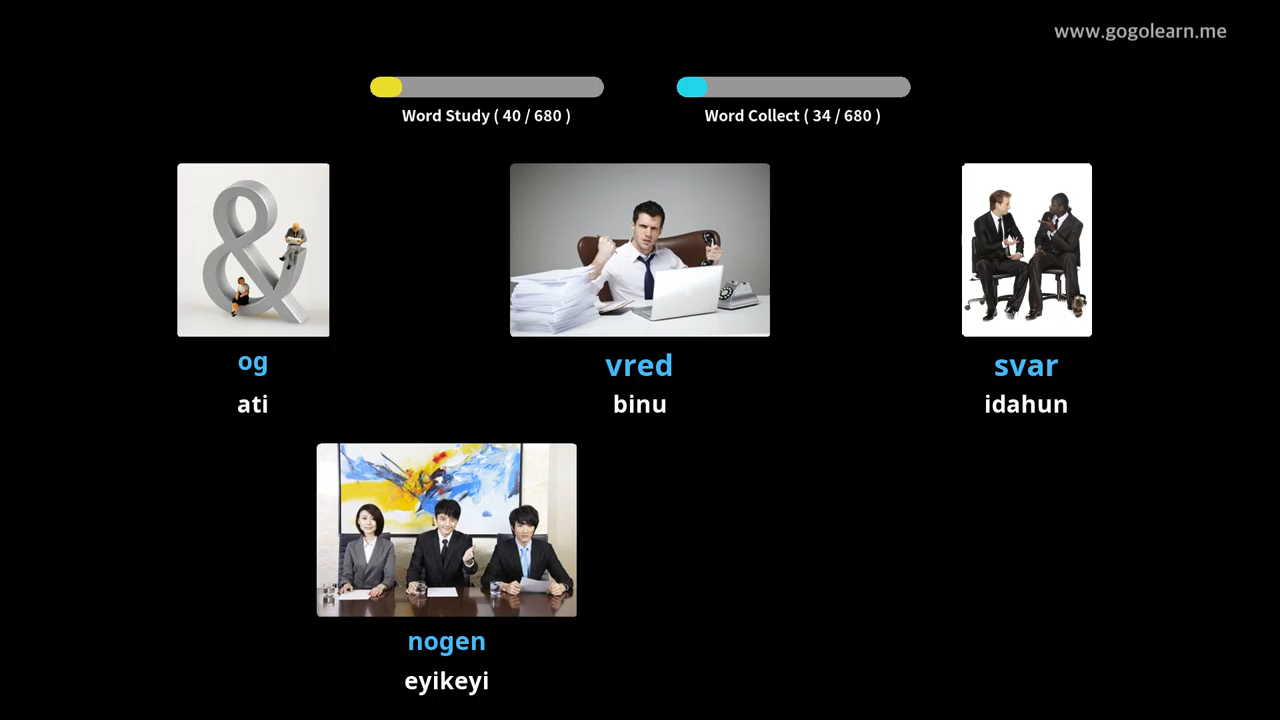 www.gogolearn.me
Word Study ( 40 / 680 )
Word Collect ( 34 / 680 )
&
og
vred
svar
ati
binu
idahun
nogen
eyikeyi